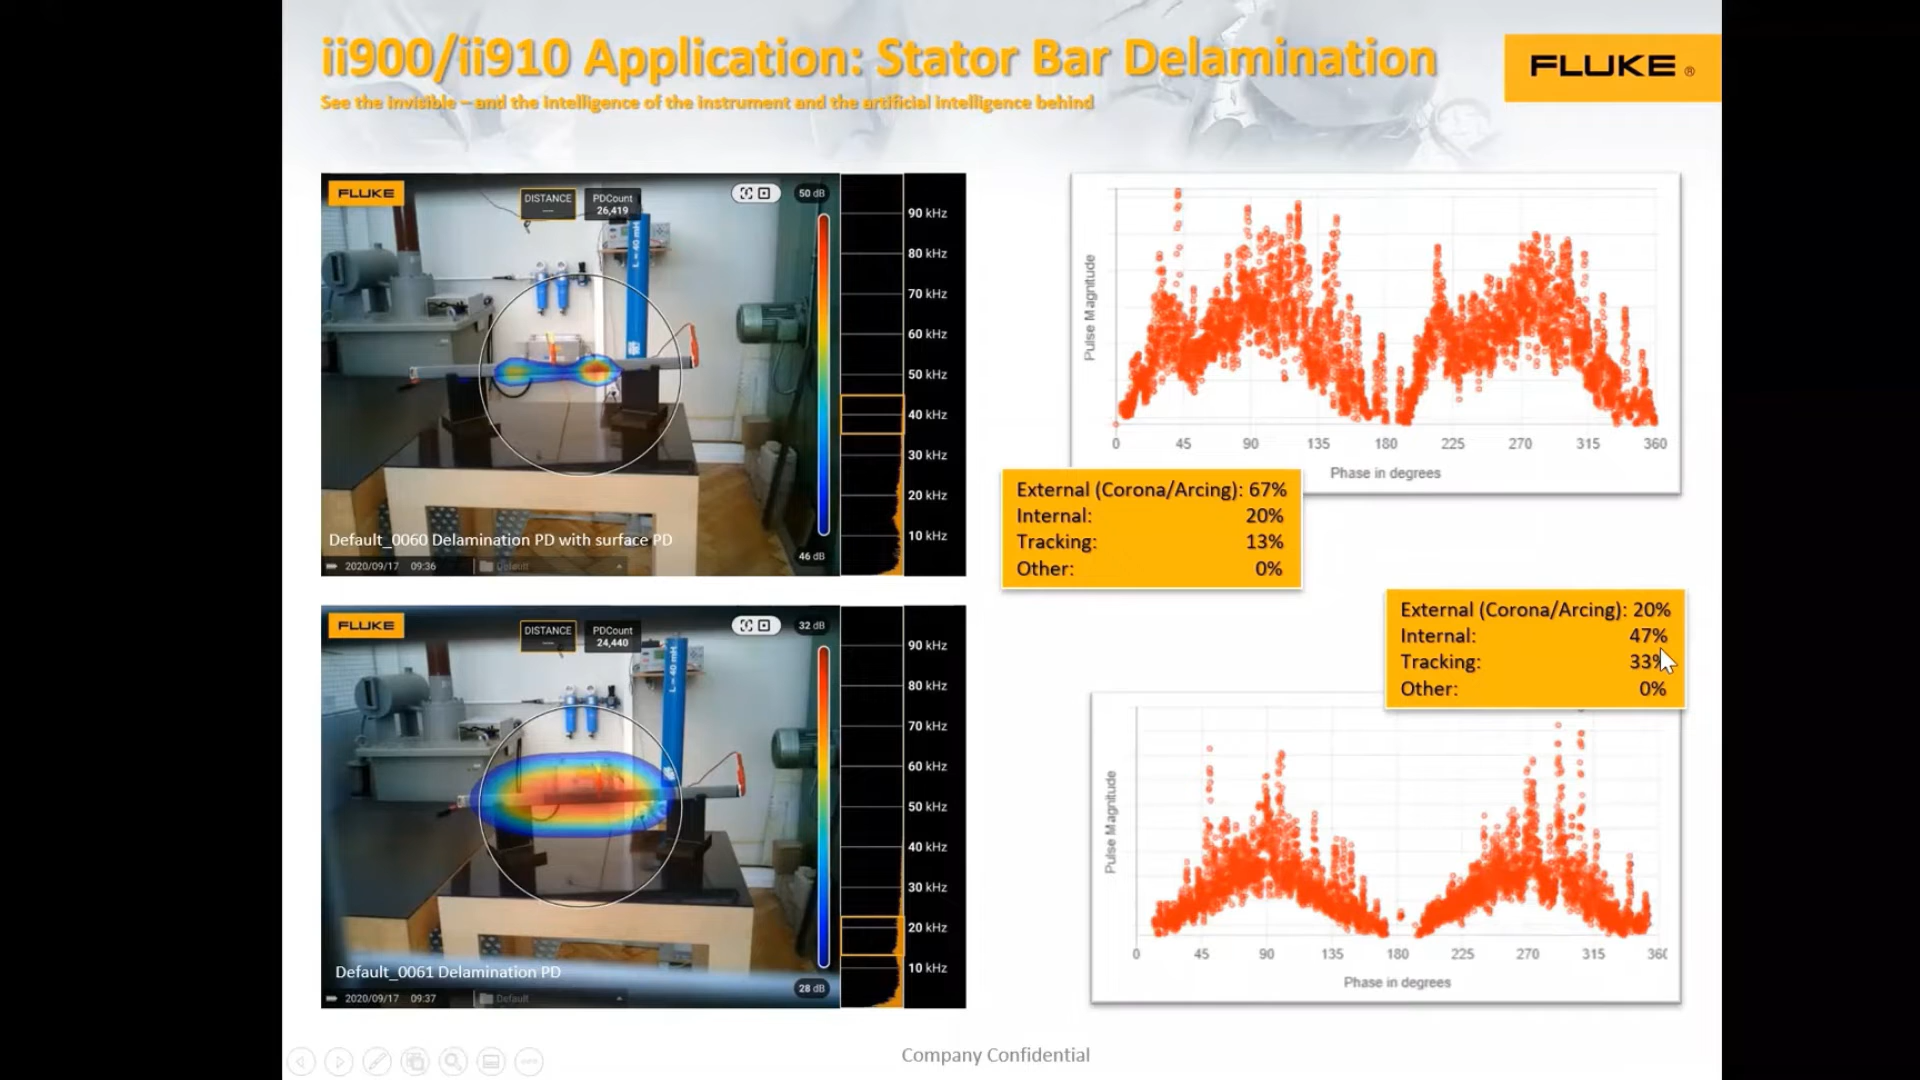 ii900/ii910 Application: Stator Bar Delamination
See the invisible – and the intelligence of the instrument and the artificial intelligence behind
FLUKE ®
FLUKE
DISTANCE
---
PDCount
26,419
50 dB
L = 40 mH
46 dB
90 kHz
80 kHz
70 kHz
60 kHz
50 kHz
40 kHz
30 kHz
20 kHz
10 kHz
Default_0060 Delamination PD with surface PD
2020/09/17 09:36
Default
Pulse Magnitude
0 45 90 135 180 225 270 315 360
Phase in degrees
External (Corona/Arcing): 67%
Internal: 20%
Tracking: 13%
Other: 0%
FLUKE
DISTANCE
---
PDCount
24,440
32 dB
L = 40 mH
28 dB
90 kHz
80 kHz
70 kHz
60 kHz
50 kHz
40 kHz
30 kHz
20 kHz
10 kHz
Default_0061 Delamination PD
2020/09/17 09:37
Default
External (Corona/Arcing): 20%
Internal: 47%
Tracking: 33%
Other: 0%
Pulse Magnitude
0 45 90 135 180 225 270 315 360
Phase in degrees
Company Confidential